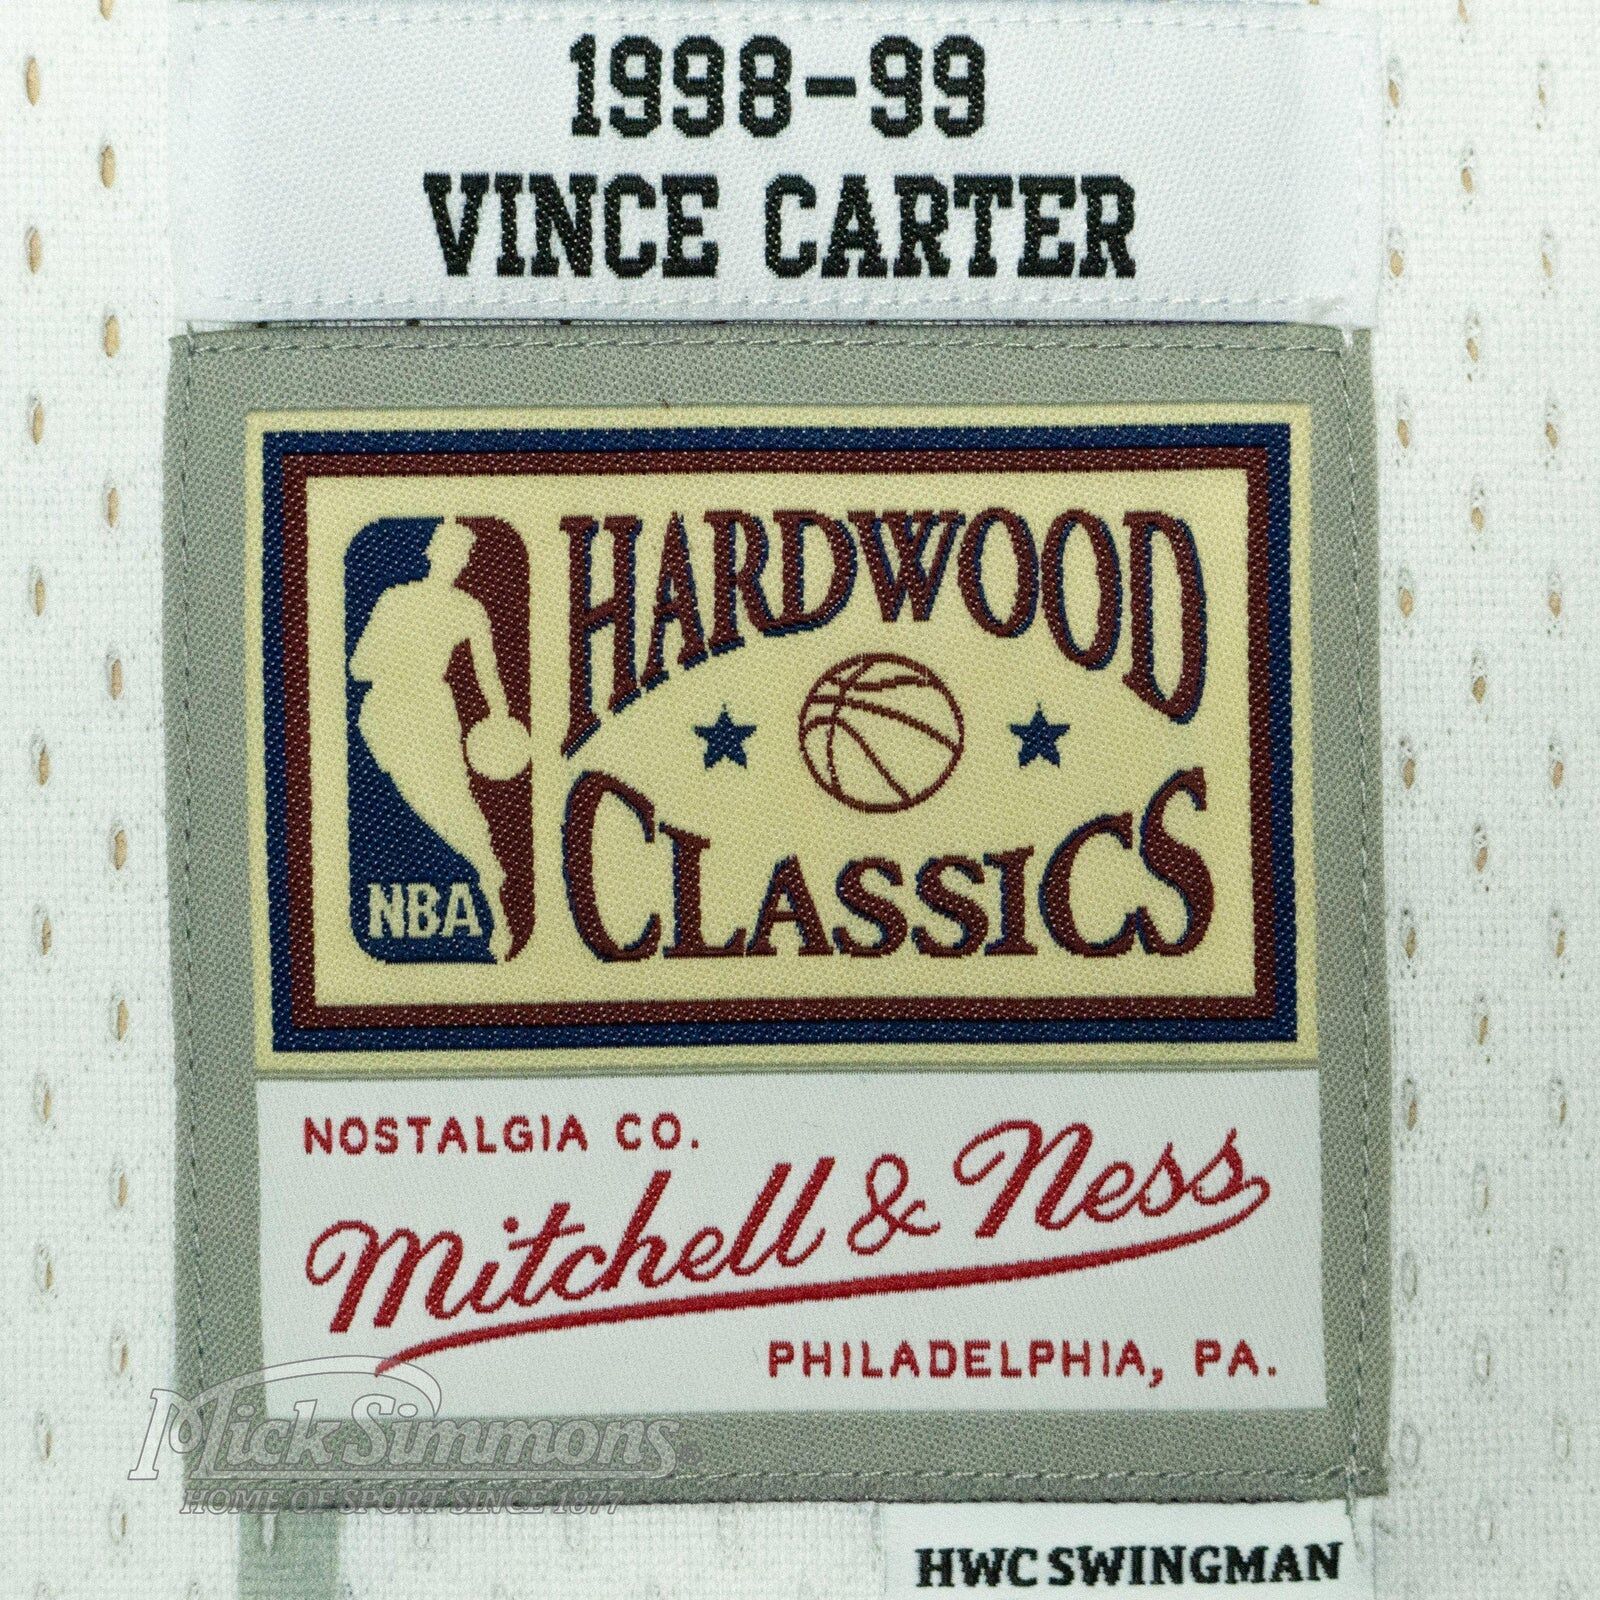 1998-99
VINCE CARTER
HARDWOOD
CLASSICS
NBA
NOSTALGIA CO.
Mitchell & Ness
PHILADELPHIA, PA.
Mick Simmons®
HOME OF SPORT SINCE 1877
HWC SWINGMAN